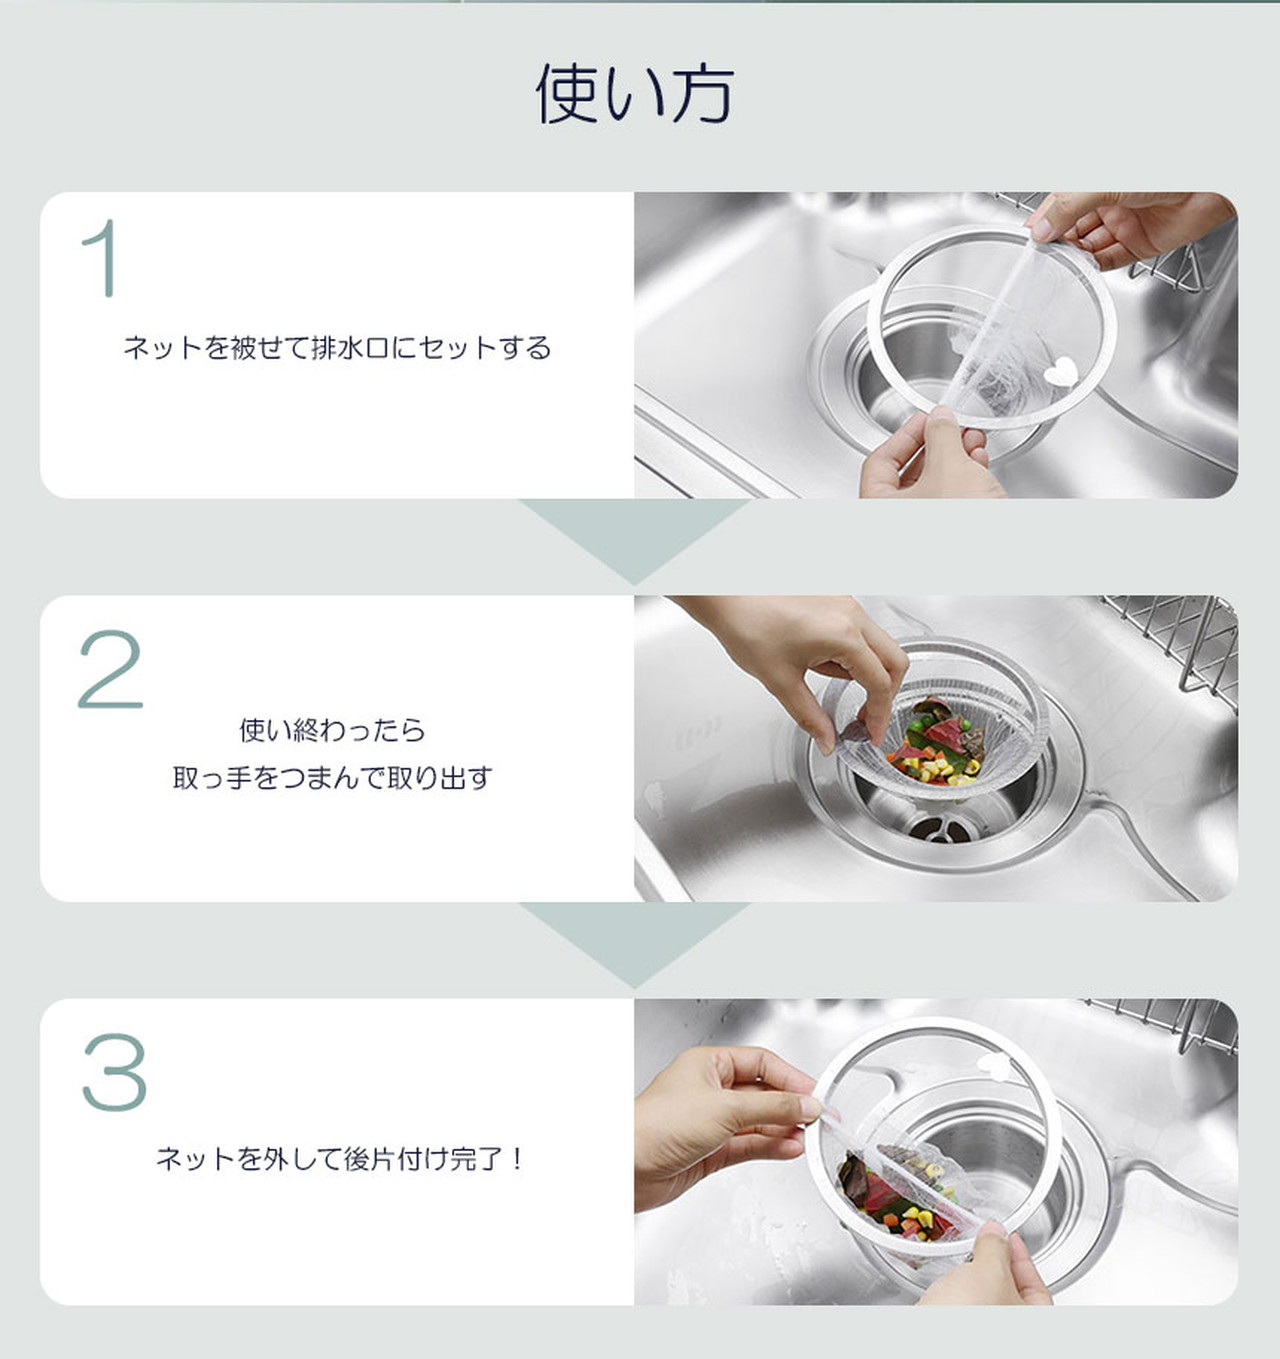 使い方
1
ネットを被せて排水口にセットする
2
使い終わったら
取っ手をつまんで取り出す
3
ネットを外して後片付け完了！